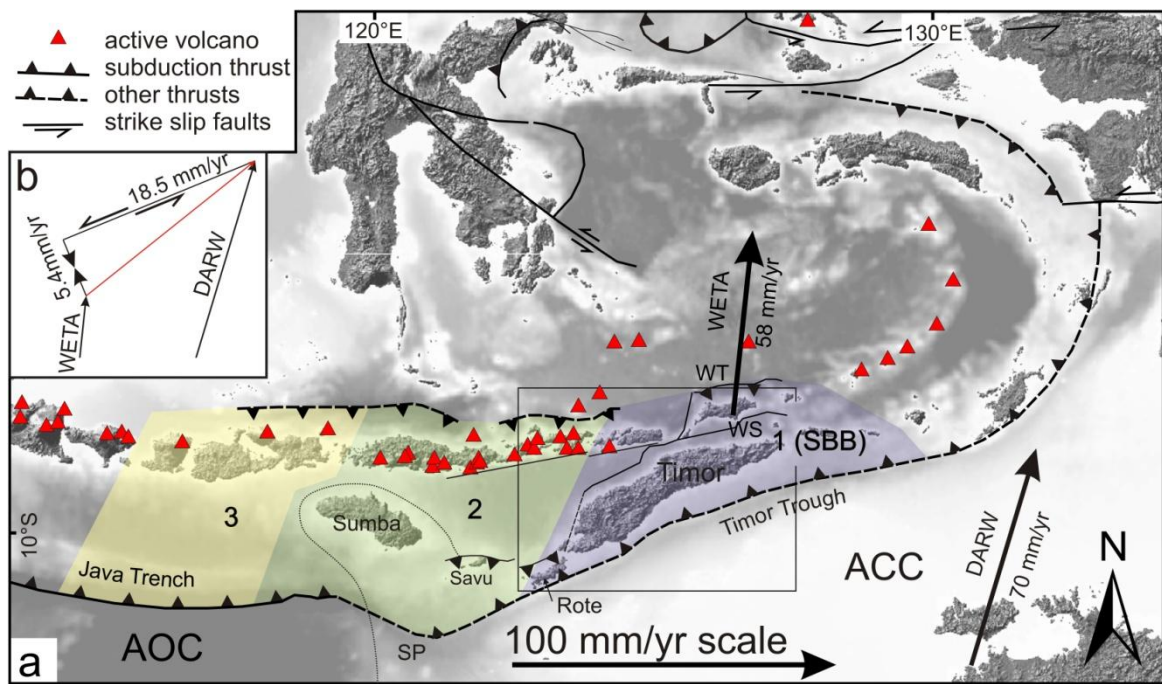 active volcano
subduction thrust
other thrusts
strike slip faults
120°E
130°E
b
18.5 mm/yr
5.4mm/yr
WETA
DARW
WETA
58 mm/yr
WT
WS
1 (SBB)
Timor
Timor Trough
2
3
Sumba
Savu
Rote
10°S
Java Trench
SP
AOC
ACC
DARW
70 mm/yr
N
100 mm/yr scale
a